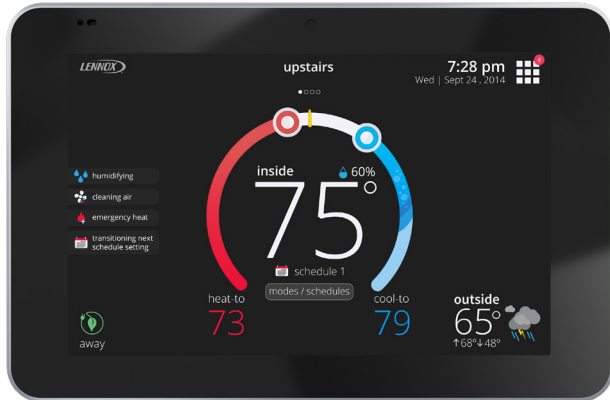 LENNOX
upstairs
7:28 pm
Wed | Sept 24 , 2014
4
inside
60%
75°
humidifying
cleaning air
emergency heat
transitioning next
schedule setting
schedule 1
modes / schedules
heat-to
73
cool-to
79
outside
65°
↑68°↓48°
away